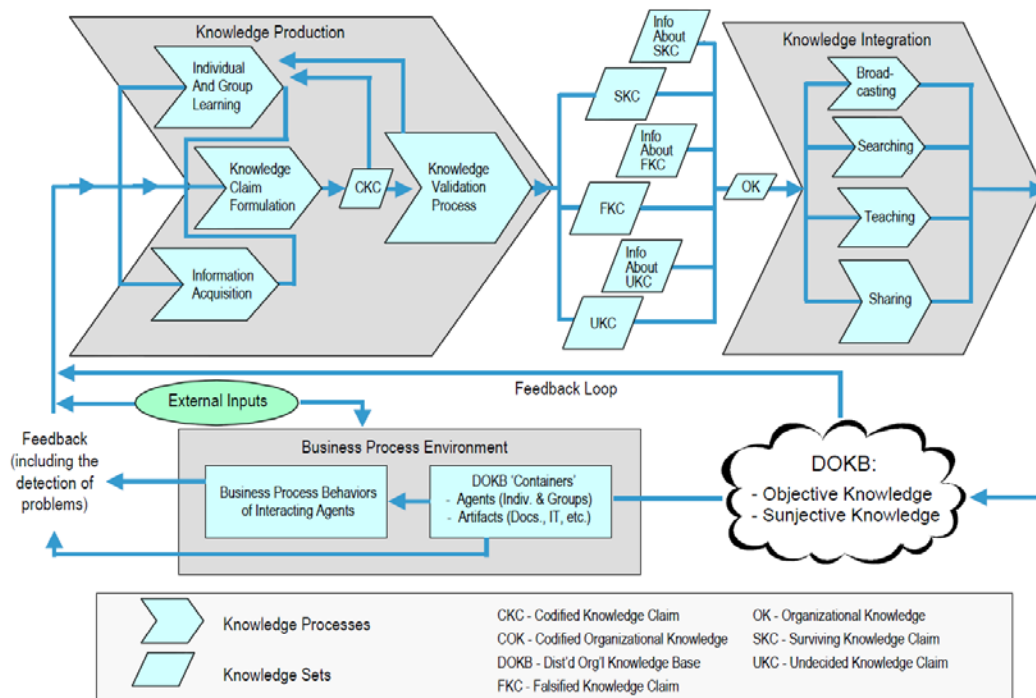 Knowledge Production
Individual
And Group
Learning
Knowledge
Claim
Formulation
Information
Acquisition
CKC
Knowledge
Validation
Process
Info
About
SKC
SKC
Info
About
FKC
FKC
Info
About
UKC
UKC
OK
Knowledge Integration
Broad-
casting
Searching
Teaching
Sharing
Feedback Loop
External Inputs
Feedback
(including the
detection of
problems)
Business Process Environment
Business Process Behaviors
of Interacting Agents
DOKB 'Containers'
- Agents (Indiv. & Groups)
- Artifacts (Docs., IT, etc.)
DOKB:
- Objective Knowledge
- Sunjective Knowledge
Knowledge Processes
Knowledge Sets
CKC - Codified Knowledge Claim
COK - Codified Organizational Knowledge
DOKB - Dist'd Org'l Knowledge Base
FKC - Falsified Knowledge Claim
OK - Organizational Knowledge
SKC - Surviving Knowledge Claim
UKC - Undecided Knowledge Claim